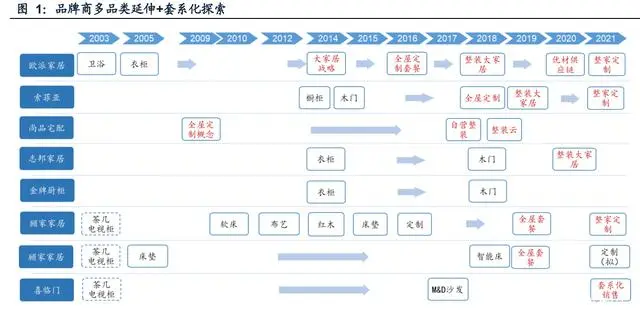 图 1：品牌商多品类延伸+套系化探索
2003 2005 2009 2010 2012 2014 2015 2016 2017 2018 2019 2020 2021
欧派家居 卫浴 衣柜 大家居 全屋定 整装大 优材供 整家定
战略 制套餐 家居 应链 制
索菲亚 橱柜 木门 全屋定制 整装大 整家定
家居 制
尚品宅配 全屋定 自营整 整装云
制概念 装
志邦家居 衣柜 木门 整装大家
居
金牌厨柜 衣柜 木门
顾家家居 茶几 软床 布艺 红木 床垫 定制 全屋套 整家定
电视柜 餐 制
顾家家居 茶几 床垫 智能床 全屋套 定制
电视柜 餐 (拟)
喜临门 茶几 M&D沙发 套系化
电视柜 销售